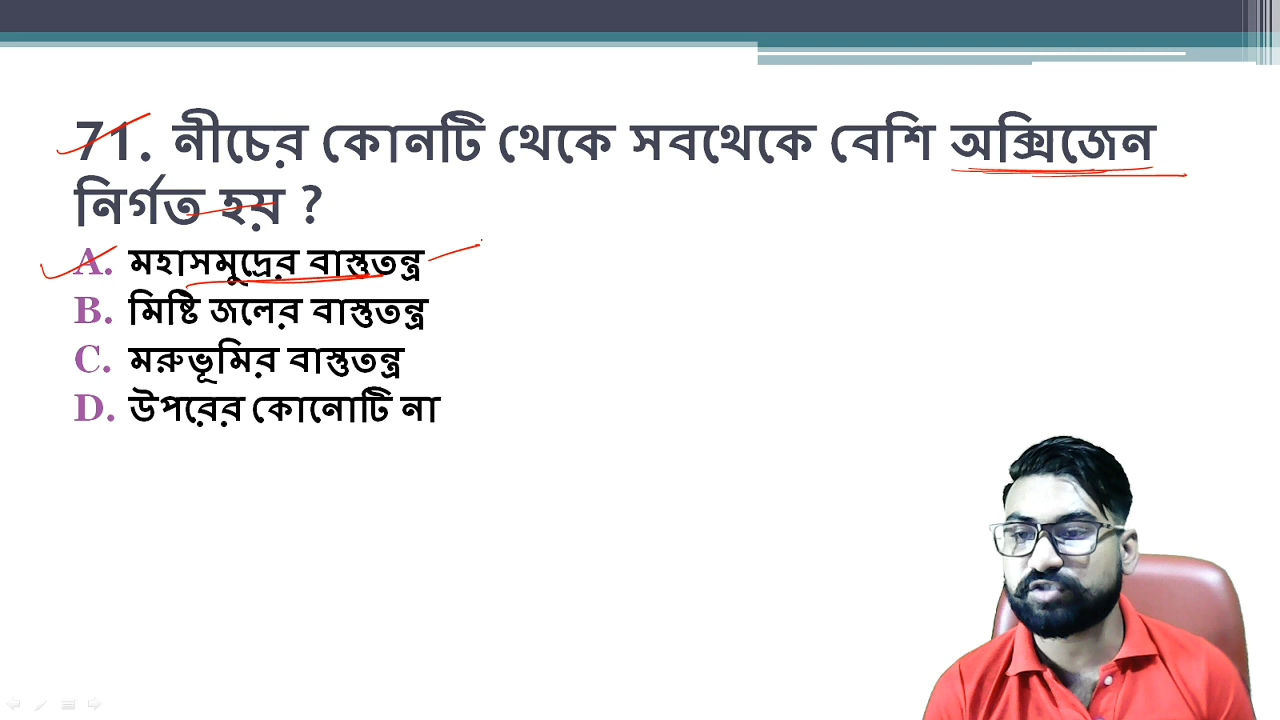 71. নীচের কোনটি থেকে সবথেকে বেশি অক্সিজেন
নির্গত হয় ?
A. মহাসমুদ্রের বাস্তুতন্ত্র
B. মিষ্টি জলের বাস্তুতন্ত্র
C. মরুভূমির বাস্তুতন্ত্র
D. উপরের কোনোটি না